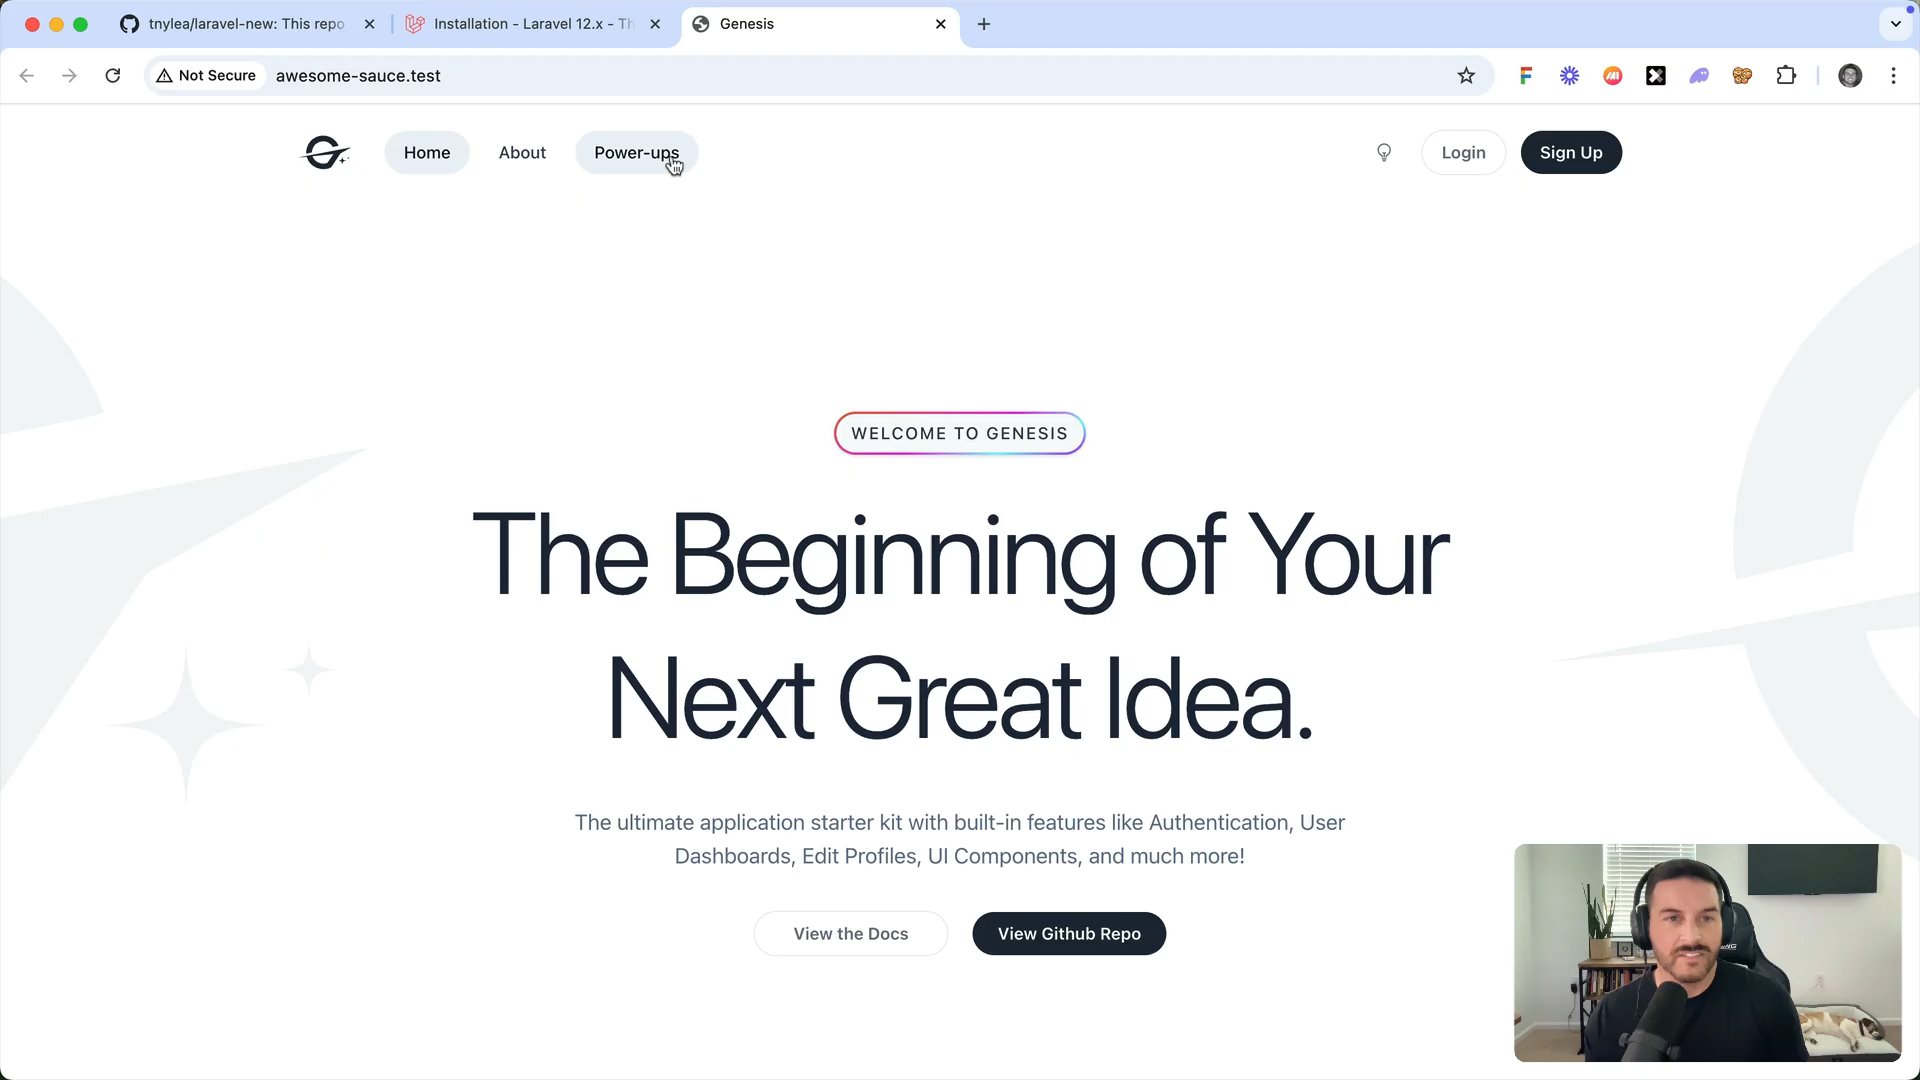 tnylea/laravel-new: This repo
Installation - Laravel 12.x - Th
Genesis
Not Secure
awesome-sauce.test
Home
About
Power-ups
Login
Sign Up
WELCOME TO GENESIS
The Beginning of Your
Next Great Idea.
The ultimate application starter kit with built-in features like Authentication, User
Dashboards, Edit Profiles, UI Components, and much more!
View the Docs
View Github Repo